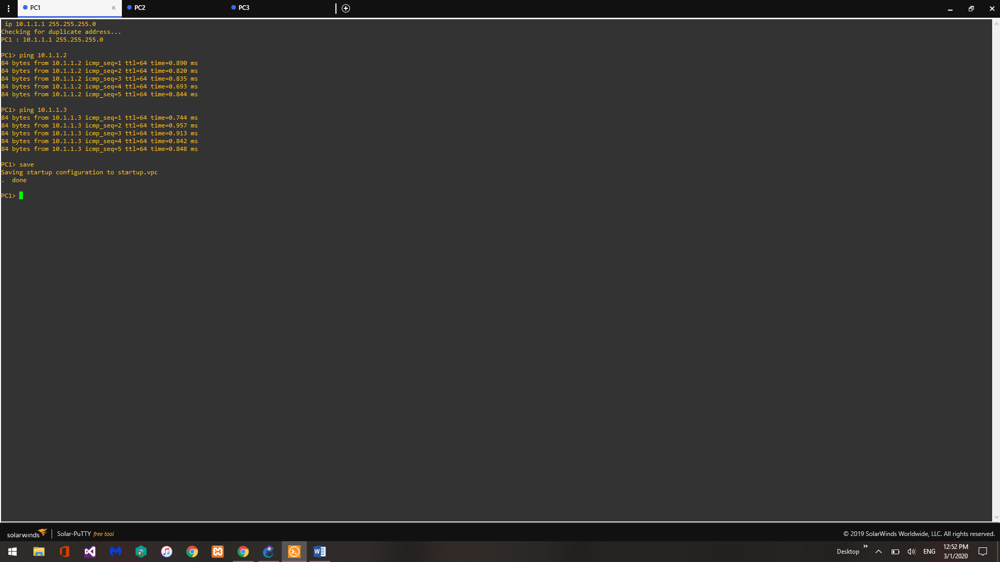 PC1
PC2
PC3
ip 10.1.1.1 255.255.255.0
Checking for duplicate address...
PC1 : 10.1.1.1 255.255.255.0
PC1> ping 10.1.1.2
84 bytes from 10.1.1.2 icmp_seq=1 ttl=64 time=0.890 ms
84 bytes from 10.1.1.2 icmp_seq=2 ttl=64 time=0.820 ms
84 bytes from 10.1.1.2 icmp_seq=3 ttl=64 time=0.835 ms
84 bytes from 10.1.1.2 icmp_seq=4 ttl=64 time=0.693 ms
84 bytes from 10.1.1.2 icmp_seq=5 ttl=64 time=0.844 ms
PC1> ping 10.1.1.3
84 bytes from 10.1.1.3 icmp_seq=1 ttl=64 time=0.744 ms
84 bytes from 10.1.1.3 icmp_seq=2 ttl=64 time=0.957 ms
84 bytes from 10.1.1.3 icmp_seq=3 ttl=64 time=0.913 ms
84 bytes from 10.1.1.3 icmp_seq=4 ttl=64 time=0.842 ms
84 bytes from 10.1.1.3 icmp_seq=5 ttl=64 time=0.848 ms
PC1> save
Saving startup configuration to startup.vpc
.  done
PC1>
solarwinds
Solar-PuTTY free tool
© 2019 SolarWinds Worldwide, LLC. All rights reserved.
Desktop
ENG
12:52 PM
3/1/2020